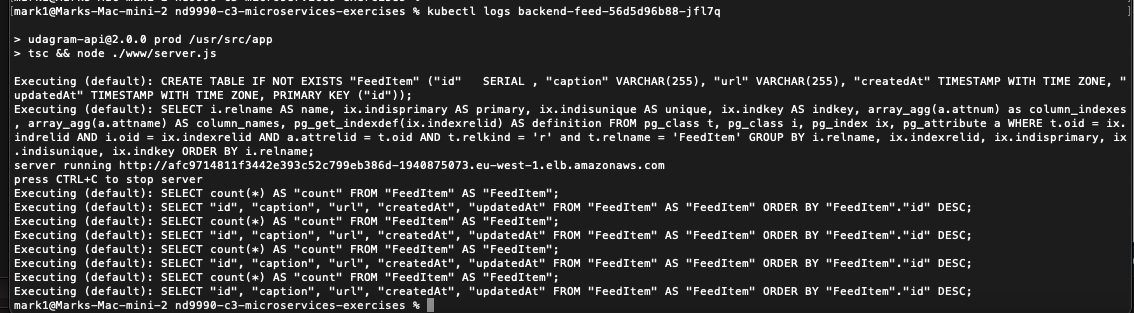 mark1@Marks-Mac-mini-2 nd9990-c3-microservices-exercises % kubectl logs backend-feed-56d5d96b88-jfl7q
> udagram-api@2.0.0 prod /usr/src/app
> tsc && node ./www/server.js
Executing (default): CREATE TABLE IF NOT EXISTS "FeedItem" ("id"   SERIAL , "caption" VARCHAR(255), "url" VARCHAR(255), "createdAt" TIMESTAMP WITH TIME ZONE, "
updatedAt" TIMESTAMP WITH TIME ZONE, PRIMARY KEY ("id"));
Executing (default): SELECT i.relname AS name, ix.indisprimary AS primary, ix.indisunique AS unique, ix.indkey AS indkey, array_agg(a.attnum) as column_indexes
, array_agg(a.attname) AS column_names, pg_get_indexdef(ix.indexrelid) AS definition FROM pg_class t, pg_class i, pg_index ix, pg_attribute a WHERE t.oid = ix.
indrelid AND i.oid = ix.indexrelid AND a.attrelid = t.oid AND t.relkind = 'r' and t.relname = 'FeedItem' GROUP BY i.relname, ix.indexrelid, ix.indisprimary, ix
.indisunique, ix.indkey ORDER BY i.relname;
server running http://afc9714811f3442e393c52c799eb386d-1940875073.eu-west-1.elb.amazonaws.com
press CTRL+C to stop server
Executing (default): SELECT count(*) AS "count" FROM "FeedItem" AS "FeedItem";
Executing (default): SELECT "id", "caption", "url", "createdAt", "updatedAt" FROM "FeedItem" AS "FeedItem" ORDER BY "FeedItem"."id" DESC;
Executing (default): SELECT count(*) AS "count" FROM "FeedItem" AS "FeedItem";
Executing (default): SELECT "id", "caption", "url", "createdAt", "updatedAt" FROM "FeedItem" AS "FeedItem" ORDER BY "FeedItem"."id" DESC;
Executing (default): SELECT count(*) AS "count" FROM "FeedItem" AS "FeedItem";
Executing (default): SELECT "id", "caption", "url", "createdAt", "updatedAt" FROM "FeedItem" AS "FeedItem" ORDER BY "FeedItem"."id" DESC;
Executing (default): SELECT count(*) AS "count" FROM "FeedItem" AS "FeedItem";
Executing (default): SELECT "id", "caption", "url", "createdAt", "updatedAt" FROM "FeedItem" AS "FeedItem" ORDER BY "FeedItem"."id" DESC;
mark1@Marks-Mac-mini-2 nd9990-c3-microservices-exercises %